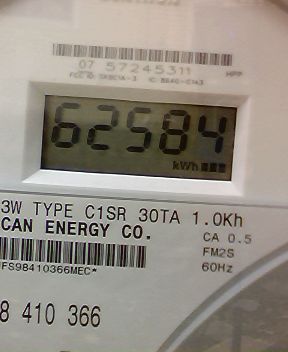 07 57245311 HPP
62584
kWh
3W TYPE C1SR 30TA 1.0Kh
CAN ENERGY CO.
CA 0.5
FM2S
60Hz
FS98410366MEC*
8 410 366